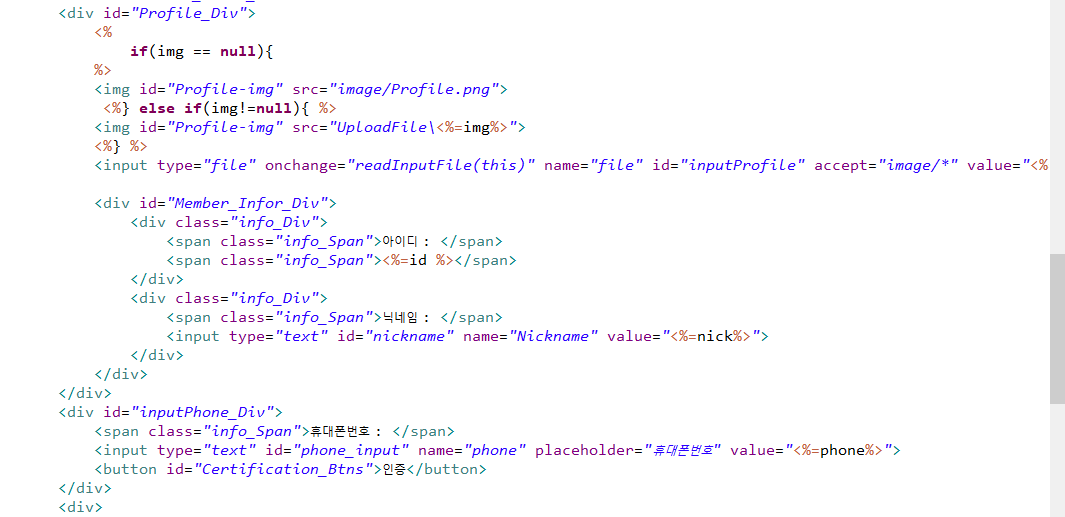 <div id="Profile_Div">
<%
if(img == null){
%>
<img id="Profile-img" src="image/Profile.png">
<%} else if(img!=null){ %>
<img id="Profile-img" src="UploadFile\<%=img%>">
<%} %>
<input type="file" onchange="readInputFile(this)" name="file" id="inputProfile" accept="image/*" value="<%
<div id="Member_Infor_Div">
<div class="info_Div">
<span class="info_Span">아이디 : </span>
<span class="info_Span"><%=id %></span>
</div>
<div class="info_Div">
<span class="info_Span">닉네임 : </span>
<input type="text" id="nickname" name="Nickname" value="<%=nick%>">
</div>
</div>
</div>
<div id="inputPhone_Div">
<span class="info_Span">휴대폰번호 : </span>
<input type="text" id="phone_input" name="phone" placeholder="휴대폰번호" value="<%=phone%>">
<button id="Certification_Btns">인증</button>
</div>
<div>